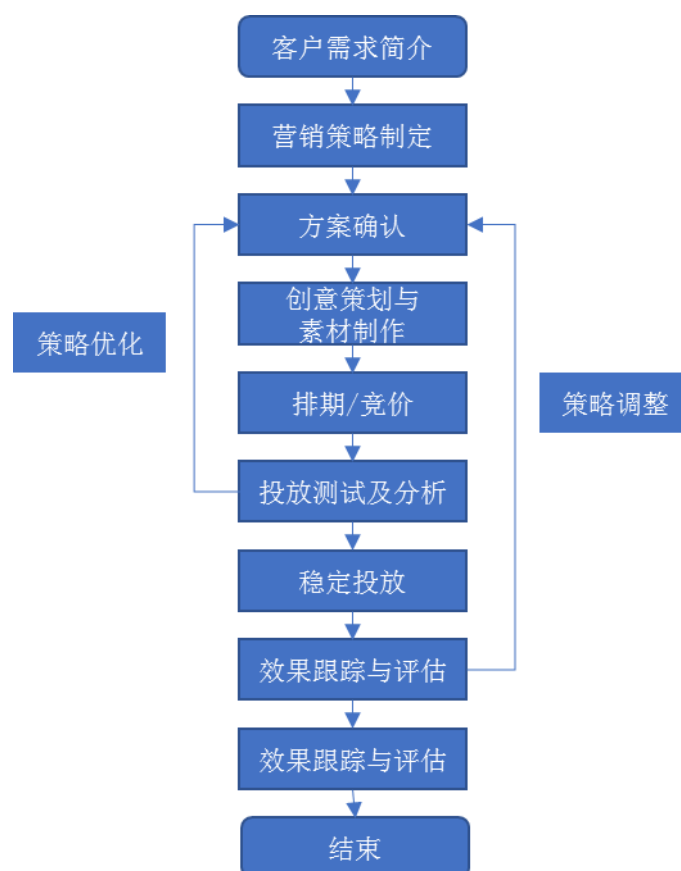 客户需求简介
营销策略制定
方案确认
创意策划与
素材制作
策略优化
排期/竞价
策略调整
投放测试及分析
稳定投放
效果跟踪与评估
效果跟踪与评估
结束